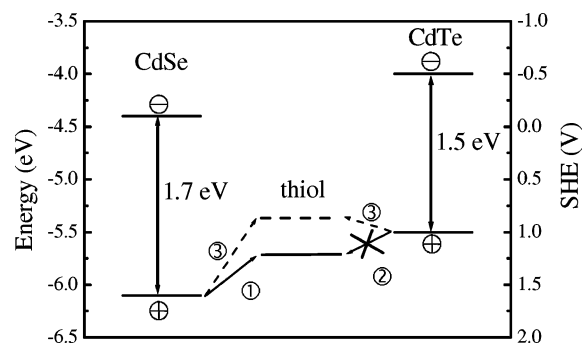 -3.5
-4.0
-4.5
-5.0
-5.5
-6.0
-6.5
Energy (eV)
CdSe
1.7 eV
thiol
③
③
①
②
CdTe
1.5 eV
-1.0
-0.5
0.0
0.5
1.0
1.5
2.0
SHE (V)